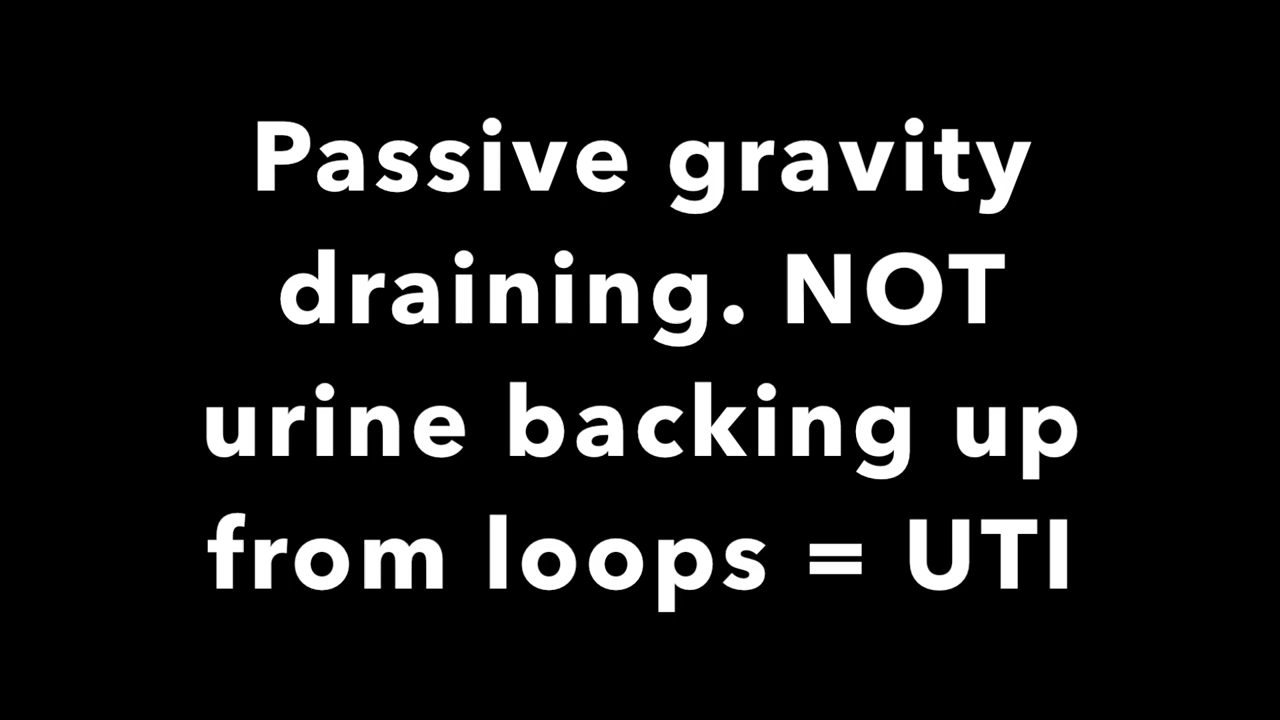 Passive gravity
draining. NOT
urine backing up
from loops = UTI